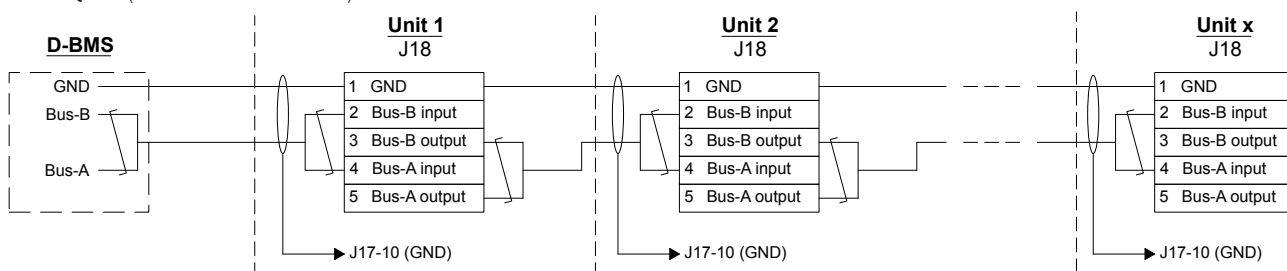 D-BMS
GND
Bus-B
Bus-A
Unit 1
J18
1 GND
2 Bus-B input
3 Bus-B output
4 Bus-A input
5 Bus-A output
J17-10 (GND)
Unit 2
J18
1 GND
2 Bus-B input
3 Bus-B output
4 Bus-A input
5 Bus-A output
J17-10 (GND)
Unit x
J18
1 GND
2 Bus-B input
3 Bus-B output
4 Bus-A input
5 Bus-A output
J17-10 (GND)